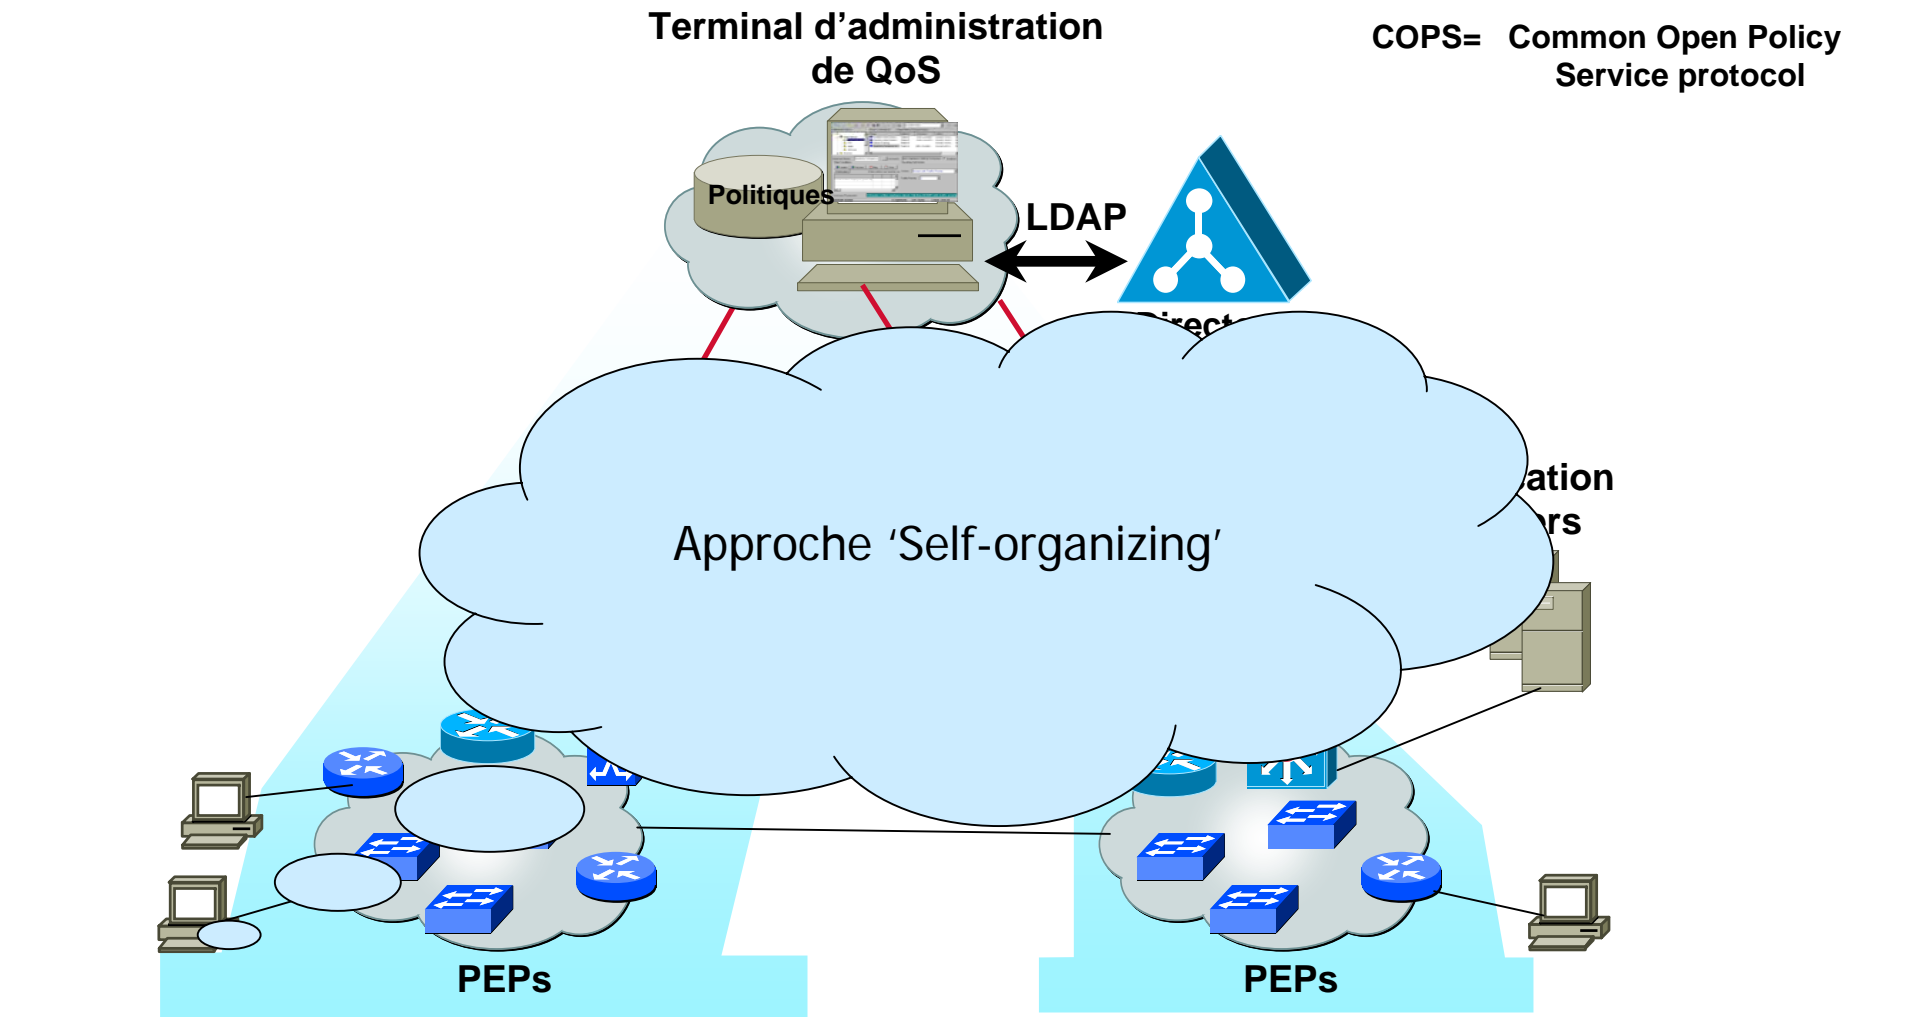 Terminal d’administration
de QoS
COPS= Common Open Policy
Service protocol
Politiques
LDAP
Approche ‘Self-organizing’
PEPs
PEPs